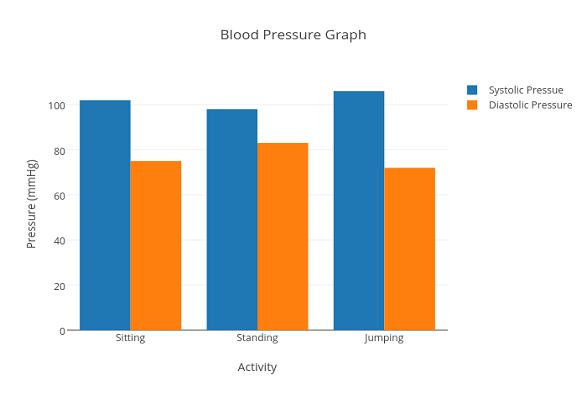 Blood Pressure Graph
Systolic Pressue
Diastolic Pressure
100
80
60
40
20
0
Pressure (mmHg)
Sitting
Standing
Jumping
Activity